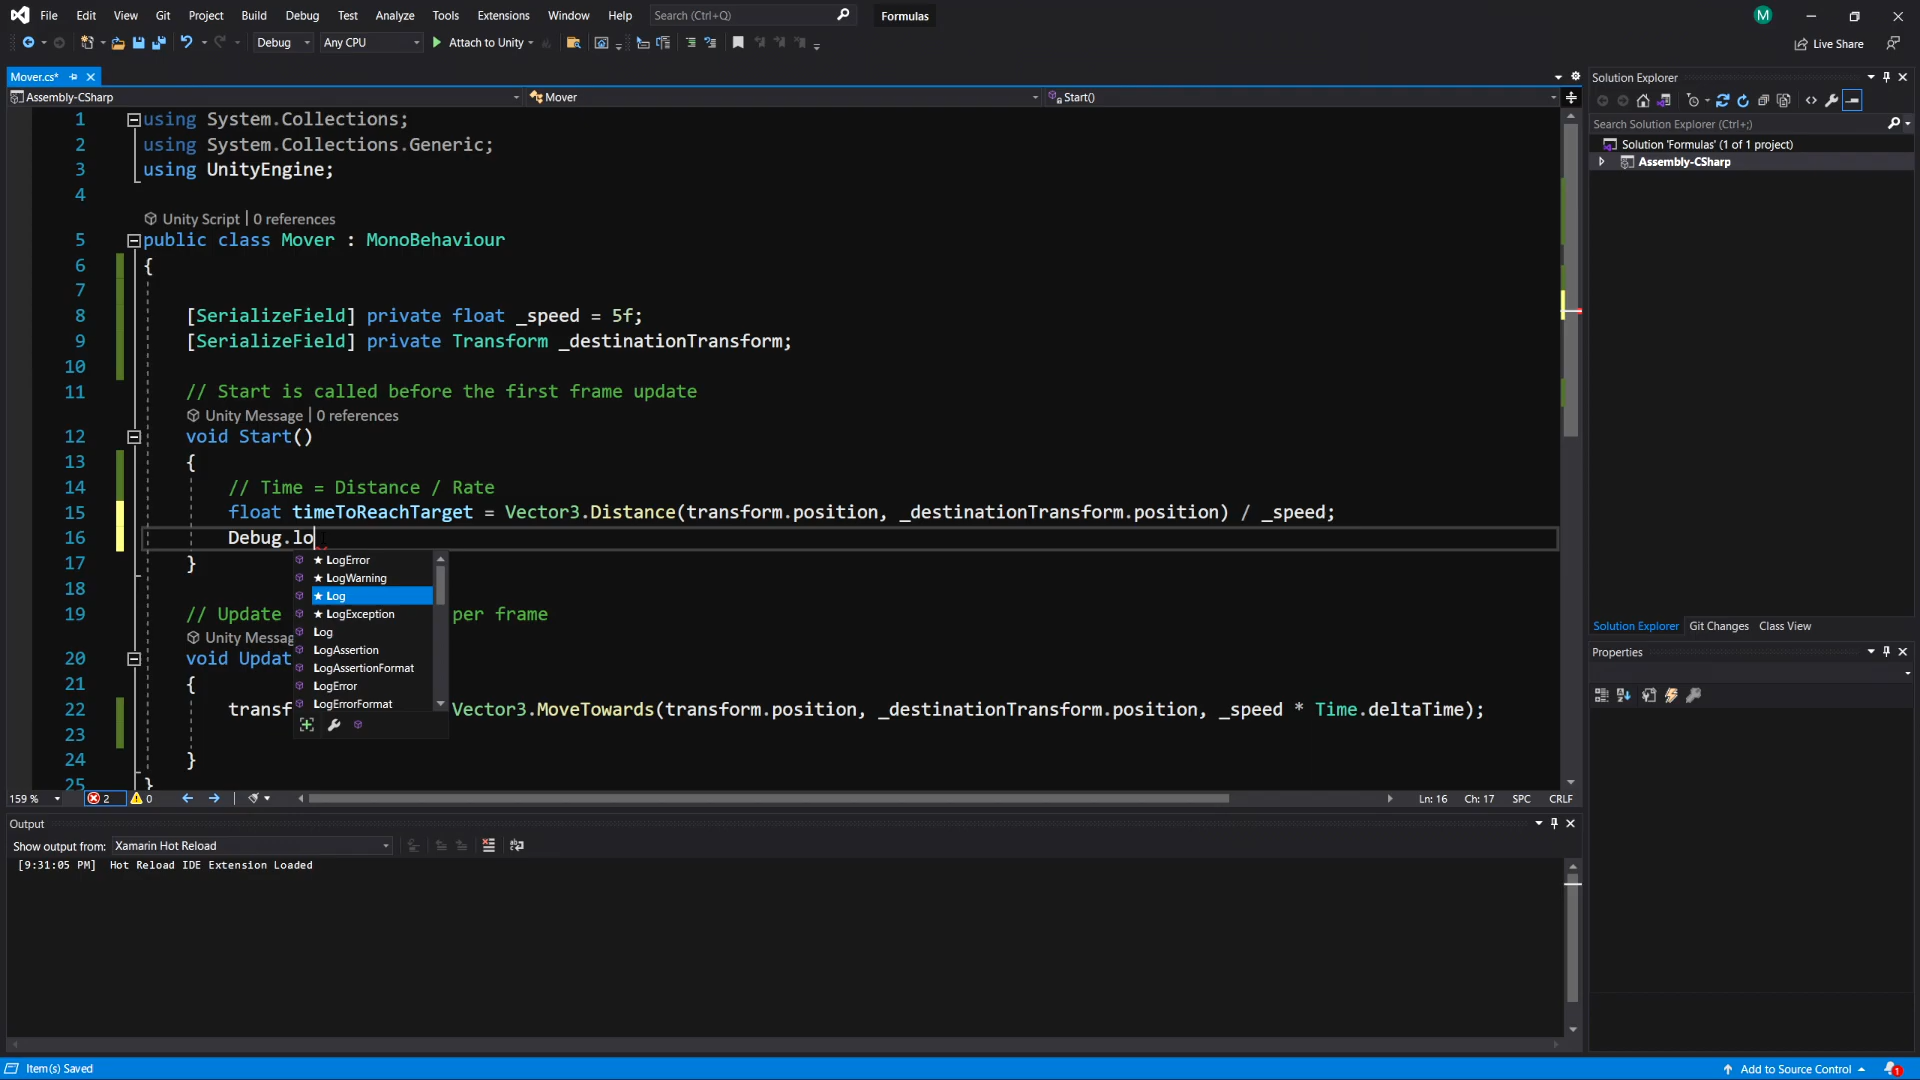 File Edit View Git Project Build Debug Test Analyze Tools Extensions Window Help Search (Ctrl+Q) Formulas M
Debug Any CPU Attach to Unity Live Share
Mover.cs*
Assembly-CSharp Mover Start()
1 using System.Collections;
2 using System.Collections.Generic;
3 using UnityEngine;
4
Unity Script | 0 references
5 public class Mover : MonoBehaviour
6 {
7
8 [SerializeField] private float _speed = 5f;
9 [SerializeField] private Transform _destinationTransform;
10
11 // Start is called before the first frame update
Unity Message | 0 references
12 void Start()
13 {
14 // Time = Distance / Rate
15 float timeToReachTarget = Vector3.Distance(transform.position, _destinationTransform.position) / _speed;
16 Debug.lo
17 }
18
19 // Update per frame
Unity Messag
20 void Updat
21 {
22 transf Vector3.MoveTowards(transform.position, _destinationTransform.position, _speed * Time.deltaTime);
23
24 }
25 }
★ LogError
★ LogWarning
★ Log
★ LogException
Log
LogAssertion
LogAssertionFormat
LogError
LogErrorFormat
159 % 2 0 Ln: 16 Ch: 17 SPC CRLF
Output
Show output from: Xamarin Hot Reload
[9:31:05 PM] Hot Reload IDE Extension Loaded
Solution Explorer
Search Solution Explorer (Ctrl+;)
Solution 'Formulas' (1 of 1 project)
Assembly-CSharp
Solution Explorer Git Changes Class View
Properties
Item(s) Saved Add to Source Control 1